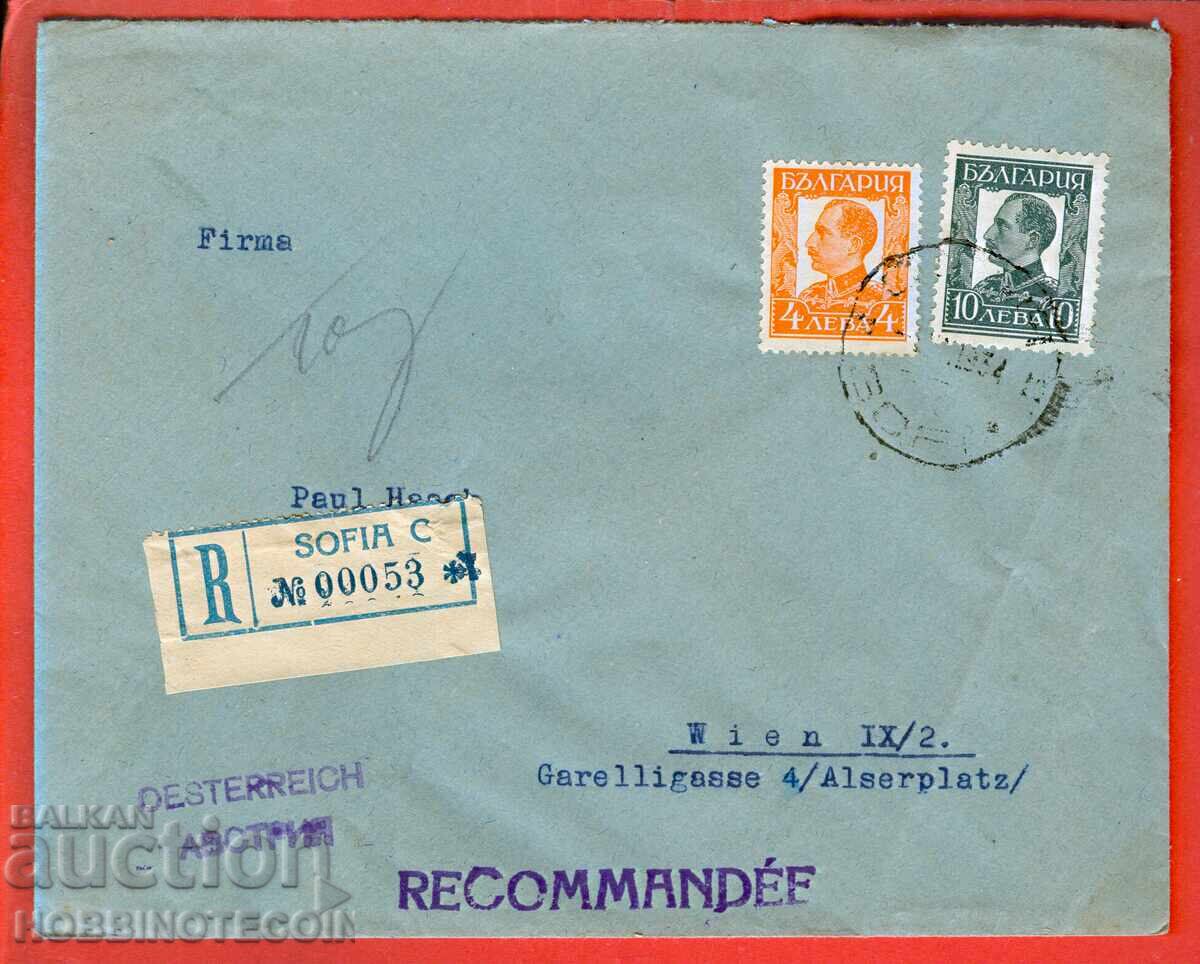 БЪЛГАРИЯ
4 ЛЕВА 4
БЪЛГАРИЯ
10 ЛЕВА 10
Firma
Paul
R
SOFIA C
№ 00053
Wien IX/2.
Garelligasse 4/Alserplatz/
OESTERREICH
АВСТРИЯ
RECOMMANDÉE
BALKAN
auction
HOBBINOTECOIN